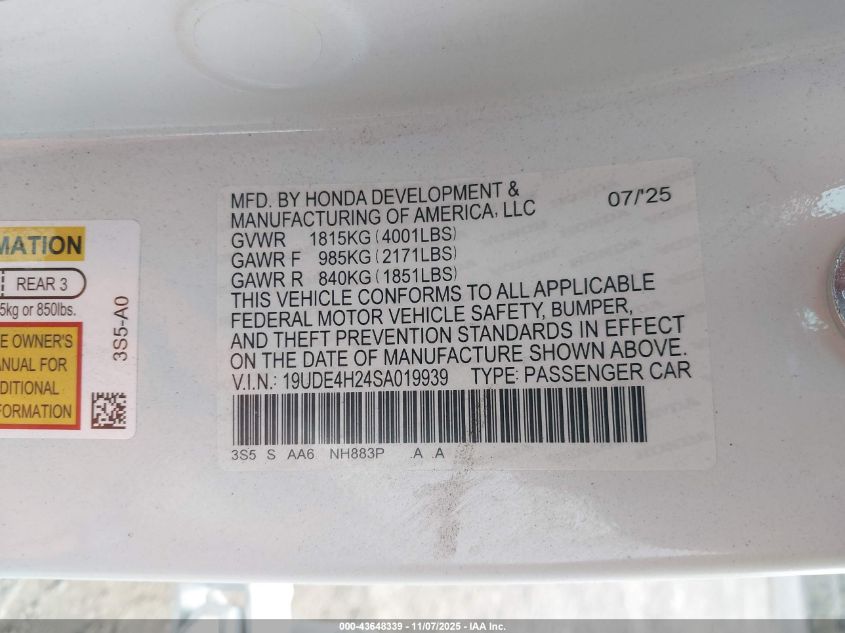 MATION
REAR 3
5kg or 850lbs.
E OWNER'S
ANUAL FOR
DITIONAL
FORMATION
3S5-A0
MFD. BY HONDA DEVELOPMENT &
MANUFACTURING OF AMERICA, LLC 07/'25
GVWR 1815KG (4001LBS)
GAWR F 985KG (2171LBS)
GAWR R 840KG (1851LBS)
THIS VEHICLE CONFORMS TO ALL APPLICABLE
FEDERAL MOTOR VEHICLE SAFETY, BUMPER,
AND THEFT PREVENTION STANDARDS IN EFFECT
ON THE DATE OF MANUFACTURE SHOWN ABOVE.
V.I.N.: 19UDE4H24SA019939 TYPE: PASSENGER CAR
3S5 S AA6 NH883P .A .A
000-43648339 - 11/07/2025 - IAA Inc.